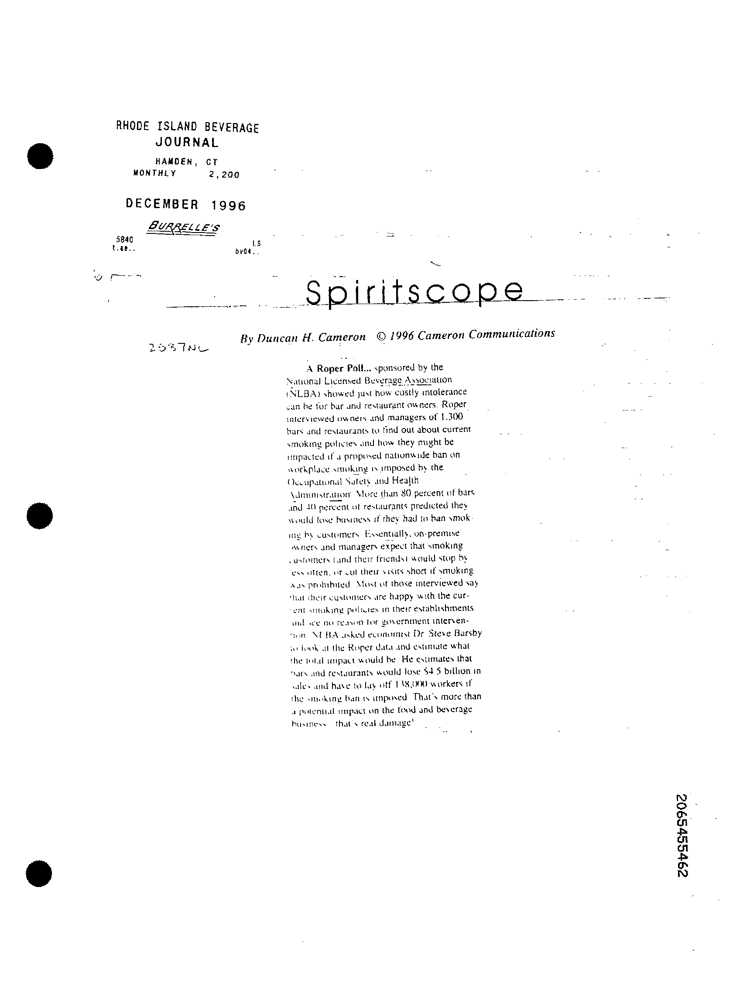 RHODE ISLAND BEVERAGE
JOURNAL
HAMDEN, CT
MONTHLY 2,200
DECEMBER 1996
BURRELLE'S
5840 LS
bv04..
Spiritscope
2537NL
By Duncan H. Cameron © 1996 Cameron Communications
A Roper Poll... sponsored by the
National Licensed Beverage Association
(NLBA) showed just how costly intolerance
can be for bar and restaurant owners. Roper
interviewed owners and managers of 1,300
bars and restaurants to find out about current
smoking policies and how they might be
impacted if a proposed nationwide ban on
workplace smoking is imposed by the
Occupational Safety and Health
Administration. More than 80 percent of bars
and 40 percent of restaurants predicted they
would lose business if they had to ban smok-
ing by customers. Essentially, on-premise
owners and managers expect that smoking
customers (and their friends) would stop by
less often, or cut their visits short if smoking
was prohibited. Most of those interviewed say
that their customers are happy with the cur-
rent smoking policies in their establishments
and see no reason for government interven-
tion. NLBA asked economist Dr. Steve Barsby
to look at the Roper data and estimate what
the total impact would be. He estimates that
bars and restaurants would lose $4.5 billion in
sales and have to lay off 138,000 workers if
the smoking ban is imposed. That's more than
a potential impact on the food and beverage
business... that's real damage!
2065455462